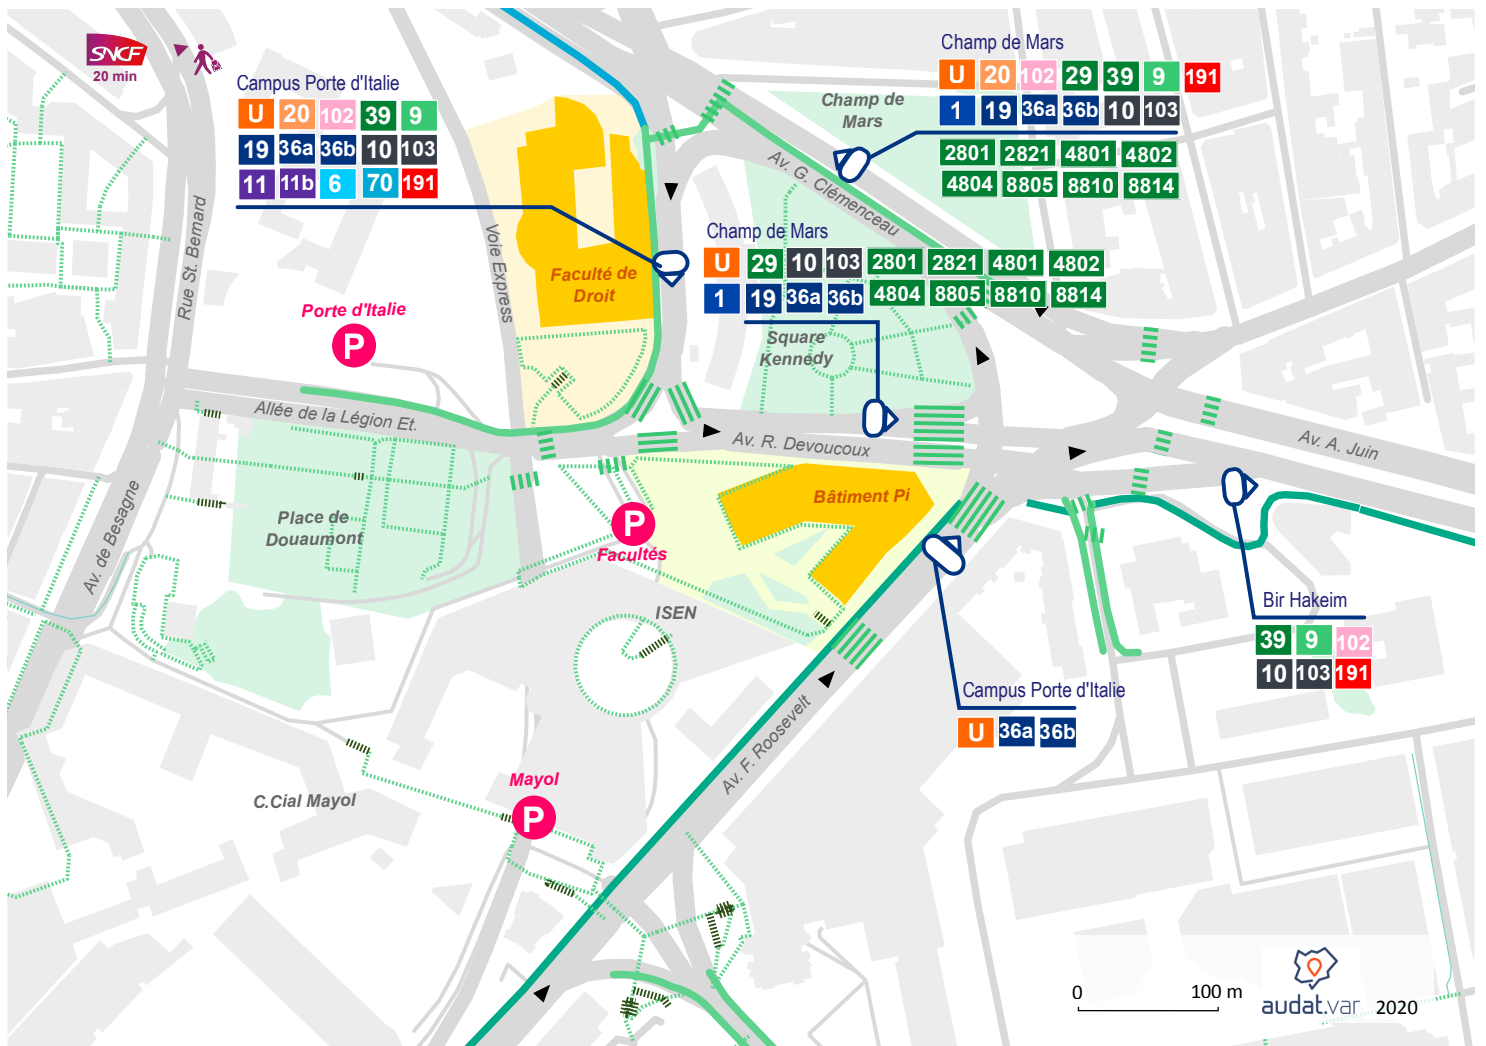 SNCF
20 min
Campus Porte d'Italie
U 20 102 39 9
19 36a 36b 10 103
11 11b 6 70 191
Champ de Mars
U 20 102 29 39 9 191
1 19 36a 36b 10 103
2801 2821 4801 4802
4804 8805 8810 8814
Champ de
Mars
Av. G. Clémenceau
Champ de Mars
U 29 10 103 2801 2821 4801 4802
1 19 36a 36b 4804 8805 8810 8814
Rue St. Bernard
Voie Express
Faculté de
Droit
Porte d'Italie
P
Square
Kennedy
Allée de la Légion Et.
Av. R. Devoucoux
Av. A. Juin
Av. de Besagne
Place de
Douaumont
P
Facultés
Bâtiment Pi
ISEN
Bir Hakeim
39 9 102
10 103 191
Campus Porte d'Italie
U 36a 36b
Av. F. Roosevelt
Mayol
P
C.Cial Mayol
0 100 m
audat.var 2020